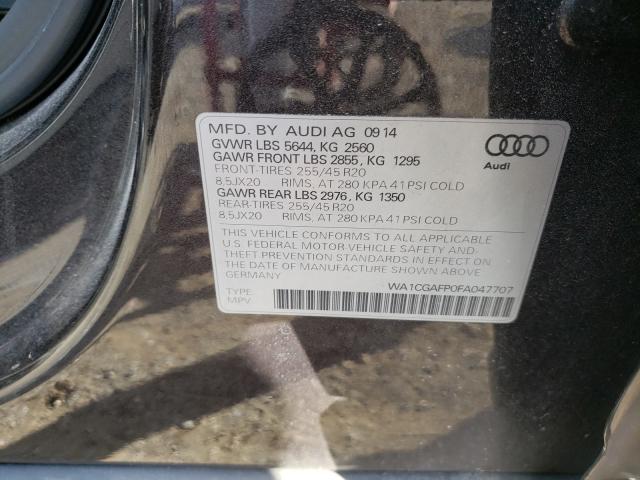 MFD. BY AUDI AG 09 14
GVWR LBS 5644, KG 2560
GAWR FRONT LBS 2855, KG 1295
FRONT-TIRES 255/45 R20
8.5JX20 RIMS, AT 280 KPA 41 PSI COLD
GAWR REAR LBS 2976, KG 1350
REAR-TIRES 255/45 R20
8.5JX20 RIMS, AT 280 KPA 41 PSI COLD
Audi
THIS VEHICLE CONFORMS TO ALL APPLICABLE
U.S. FEDERAL MOTOR-VEHICLE SAFETY AND
THEFT PREVENTION STANDARDS IN EFFECT ON
THE DATE OF MANUFACTURE SHOWN ABOVE
GERMANY
TYPE:
MPV
WA1CGAFP0FA047707